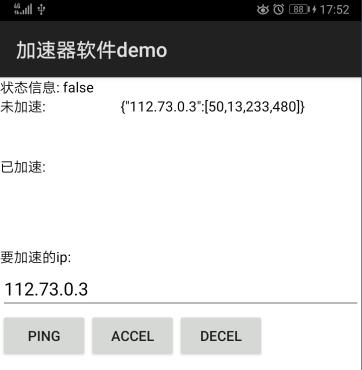 4G 88 17:52
加速器软件demo
状态信息: false
未加速: {"112.73.0.3":[50,13,233,480]}
已加速:
要加速的ip:
112.73.0.3
PING ACCEL DECEL